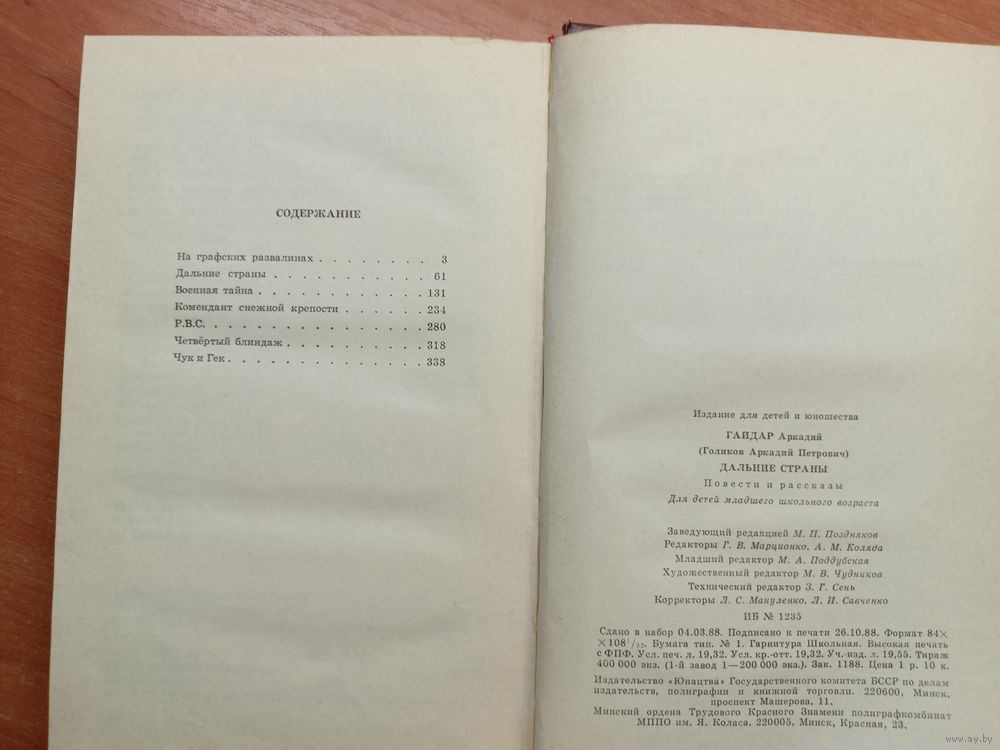 СОДЕРЖАНИЕ
На графских развалинах . . . . . . . . 3
Дальние страны . . . . . . . . . . . 61
Военная тайна . . . . . . . . . . . . 131
Комендант снежной крепости . . . . . . 234
Р.В.С. . . . . . . . . . . . . . . . 280
Четвёртый блиндаж . . . . . . . . . . 318
Чук и Гек . . . . . . . . . . . . . . 338
Издание для детей и юношества
ГАЙДАР Аркадий
(Голиков Аркадий Петрович)
ДАЛЬНИЕ СТРАНЫ
Повести и рассказы
Для детей младшего школьного возраста
Заведующий редакцией М. П. Поздняков
Редакторы Г. В. Марционко, А. М. Коляда
Младший редактор М. А. Поддубская
Художественный редактор М. В. Чудников
Технический редактор З. Г. Сень
Корректоры Л. С. Мануленко, Л. И. Савченко
ИБ № 1235
Сдано в набор 04.03.88. Подписано к печати 26.10.88. Формат 84×
×108¹/₃₂. Бумага тип. № 1. Гарнитура Школьная. Высокая печать
с ФПФ. Усл. печ. л. 19,32. Усл. кр.-отт. 19,32. Уч.-изд. л. 19,55. Тираж
400 000 экз. (1-й завод 1—200 000 экз.). Зак. 1188. Цена 1 р. 10 к.
Издательство «Юнацтва» Государственного комитета БССР по делам
издательств, полиграфии и книжной торговли. 220600, Минск,
проспект Машерова, 11.
Минский ордена Трудового Красного Знамени полиграфкомбинат
МППО им. Я. Коласа. 220005, Минск, Красная, 23.
www.ay.by